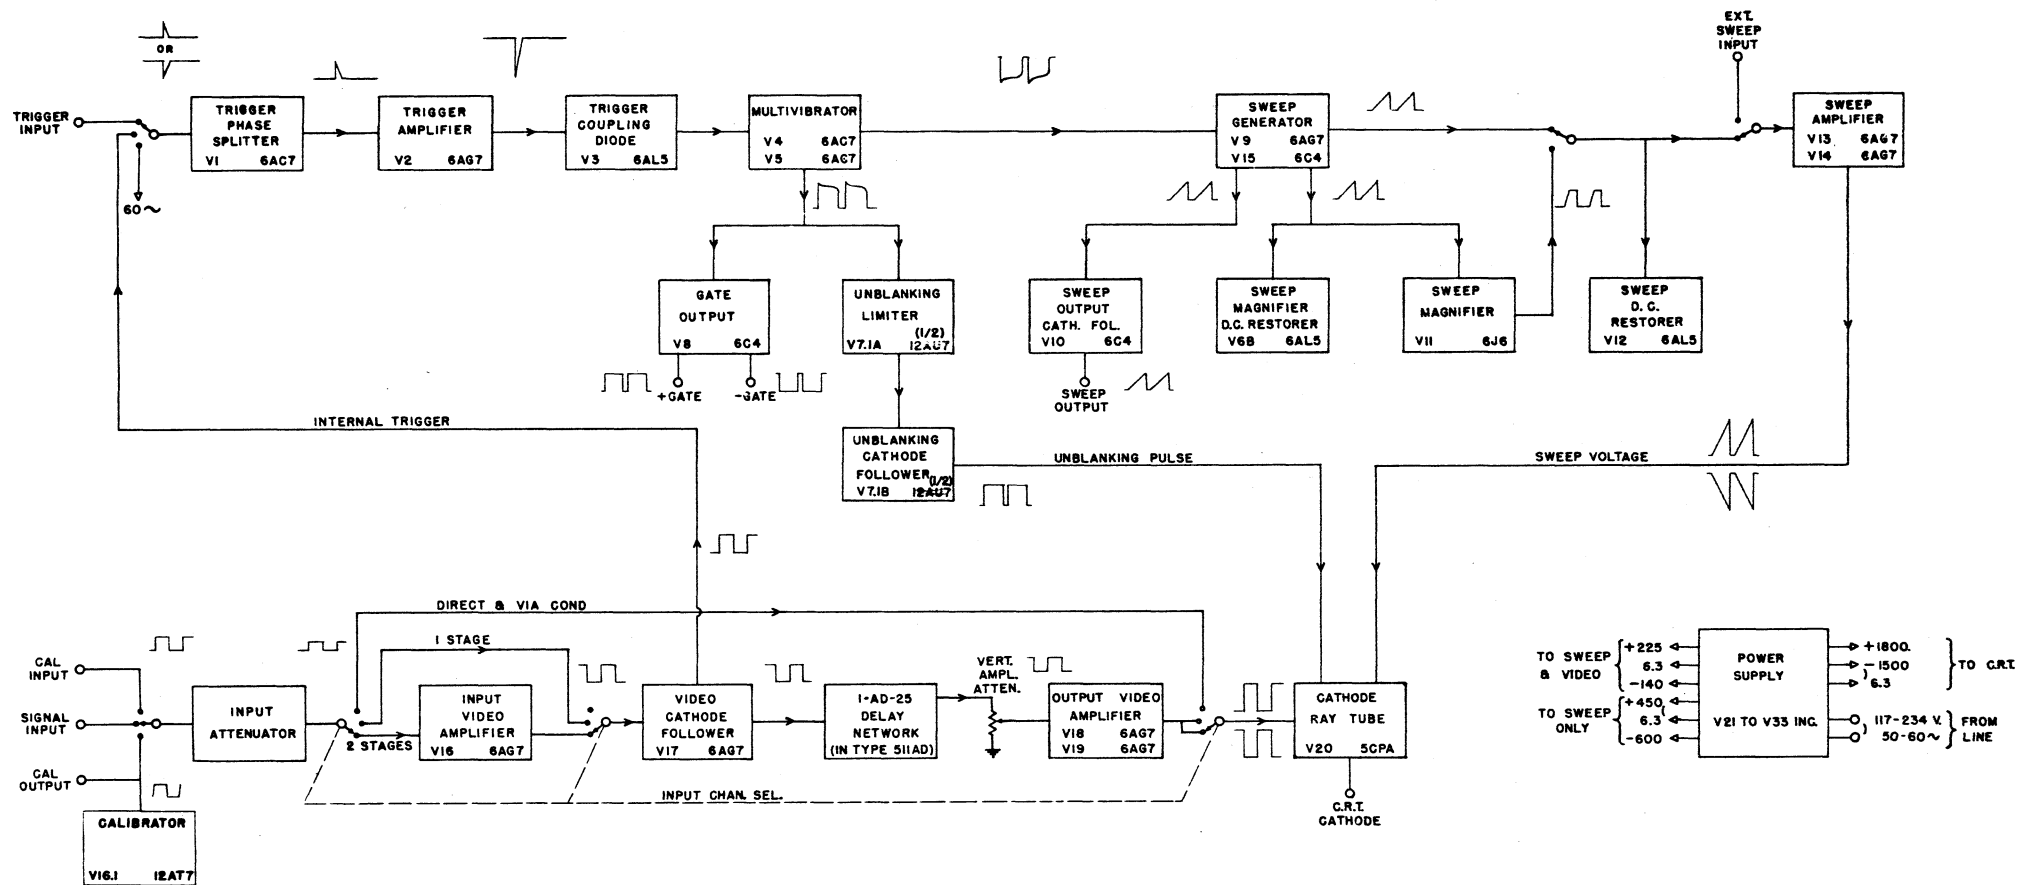 OR
TRIGGER
INPUT
60~
TRIGGER
PHASE
SPLITTER
V1 6AC7
TRIGGER
AMPLIFIER
V2 6AG7
TRIGGER
COUPLING
DIODE
V3 6AL5
MULTIVIBRATOR
V4 6AC7
V5 6AC7
SWEEP
GENERATOR
V9 6AG7
V15 6C4
EXT.
SWEEP
INPUT
SWEEP
AMPLIFIER
V13 6AG7
V14 6AG7
GATE
OUTPUT
V8 6C4
+GATE
-GATE
UNBLANKING
LIMITER
(1/2)
V7.1A 12AU7
SWEEP
OUTPUT
CATH. FOL.
V10 6C4
SWEEP
OUTPUT
SWEEP
MAGNIFIER
D.C. RESTORER
V6B 6AL5
SWEEP
MAGNIFIER
V11 6J6
SWEEP
D.C.
RESTORER
V12 6AL5
INTERNAL TRIGGER
UNBLANKING
CATHODE
FOLLOWER (1/2)
V7.1B 12AU7
UNBLANKING PULSE
SWEEP VOLTAGE
DIRECT & VIA COND
1 STAGE
2 STAGES
CAL
INPUT
SIGNAL
INPUT
CAL
OUTPUT
INPUT
ATTENUATOR
INPUT
VIDEO
AMPLIFIER
V16 6AG7
VIDEO
CATHODE
FOLLOWER
V17 6AG7
1-AD-25
DELAY
NETWORK
(IN TYPE 511AD)
VERT.
AMPL.
ATTEN.
OUTPUT VIDEO
AMPLIFIER
V18 6AG7
V19 6AG7
CATHODE
RAY TUBE
V20 5CPA
C.R.T.
CATHODE
INPUT CHAN. SEL.
CALIBRATOR
V16.1 12AT7
TO SWEEP
& VIDEO
+225
6.3
-140
TO SWEEP
ONLY
+450
6.3
-600
POWER
SUPPLY
V21 TO V33 INC.
+1800.
-1500
6.3
TO C.R.T.
117-234 V.
50-60~
FROM
LINE